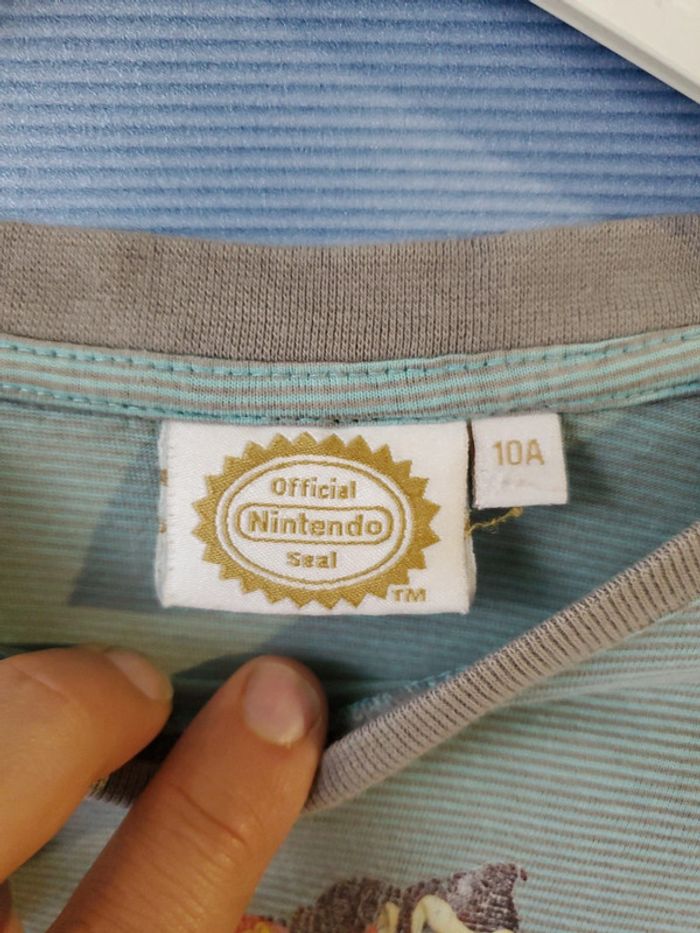 Official
Nintendo
Seal
TM
10A